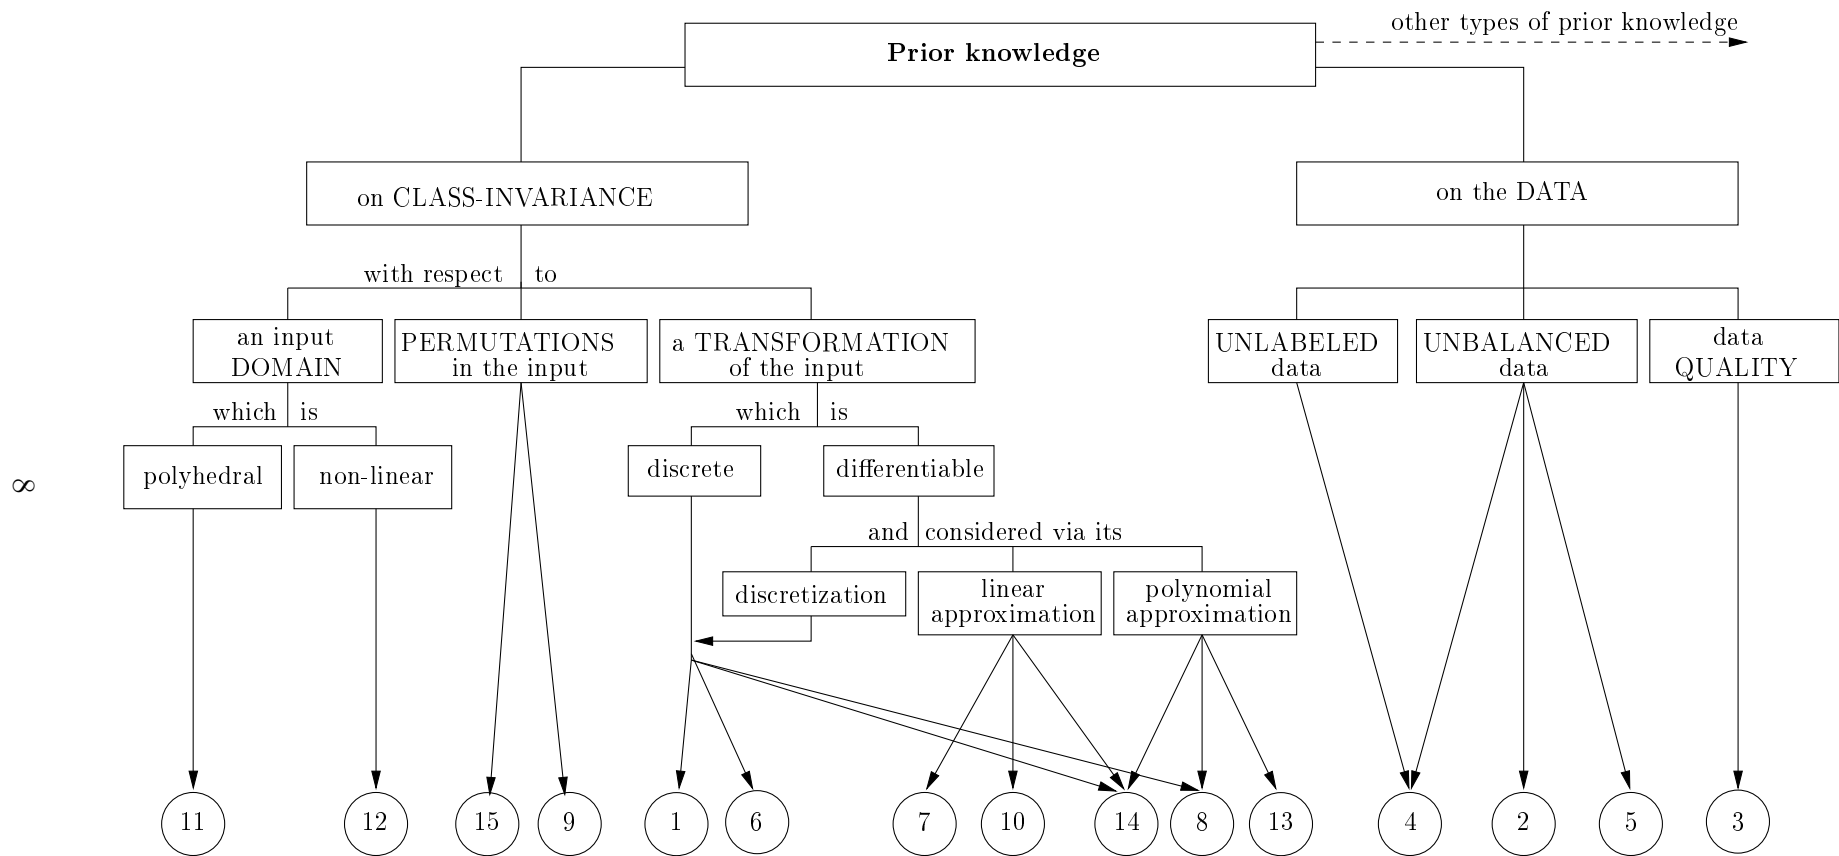 other types of prior knowledge
Prior knowledge
on CLASS-INVARIANCE
on the DATA
with respect to
an input
DOMAIN
PERMUTATIONS
in the input
a TRANSFORMATION
of the input
UNLABELED
data
UNBALANCED
data
data
QUALITY
which is
which is
polyhedral
non-linear
discrete
differentiable
∞
and considered via its
discretization
linear
approximation
polynomial
approximation
11 12 15 9 1 6 7 10 14 8 13 4 2 5 3